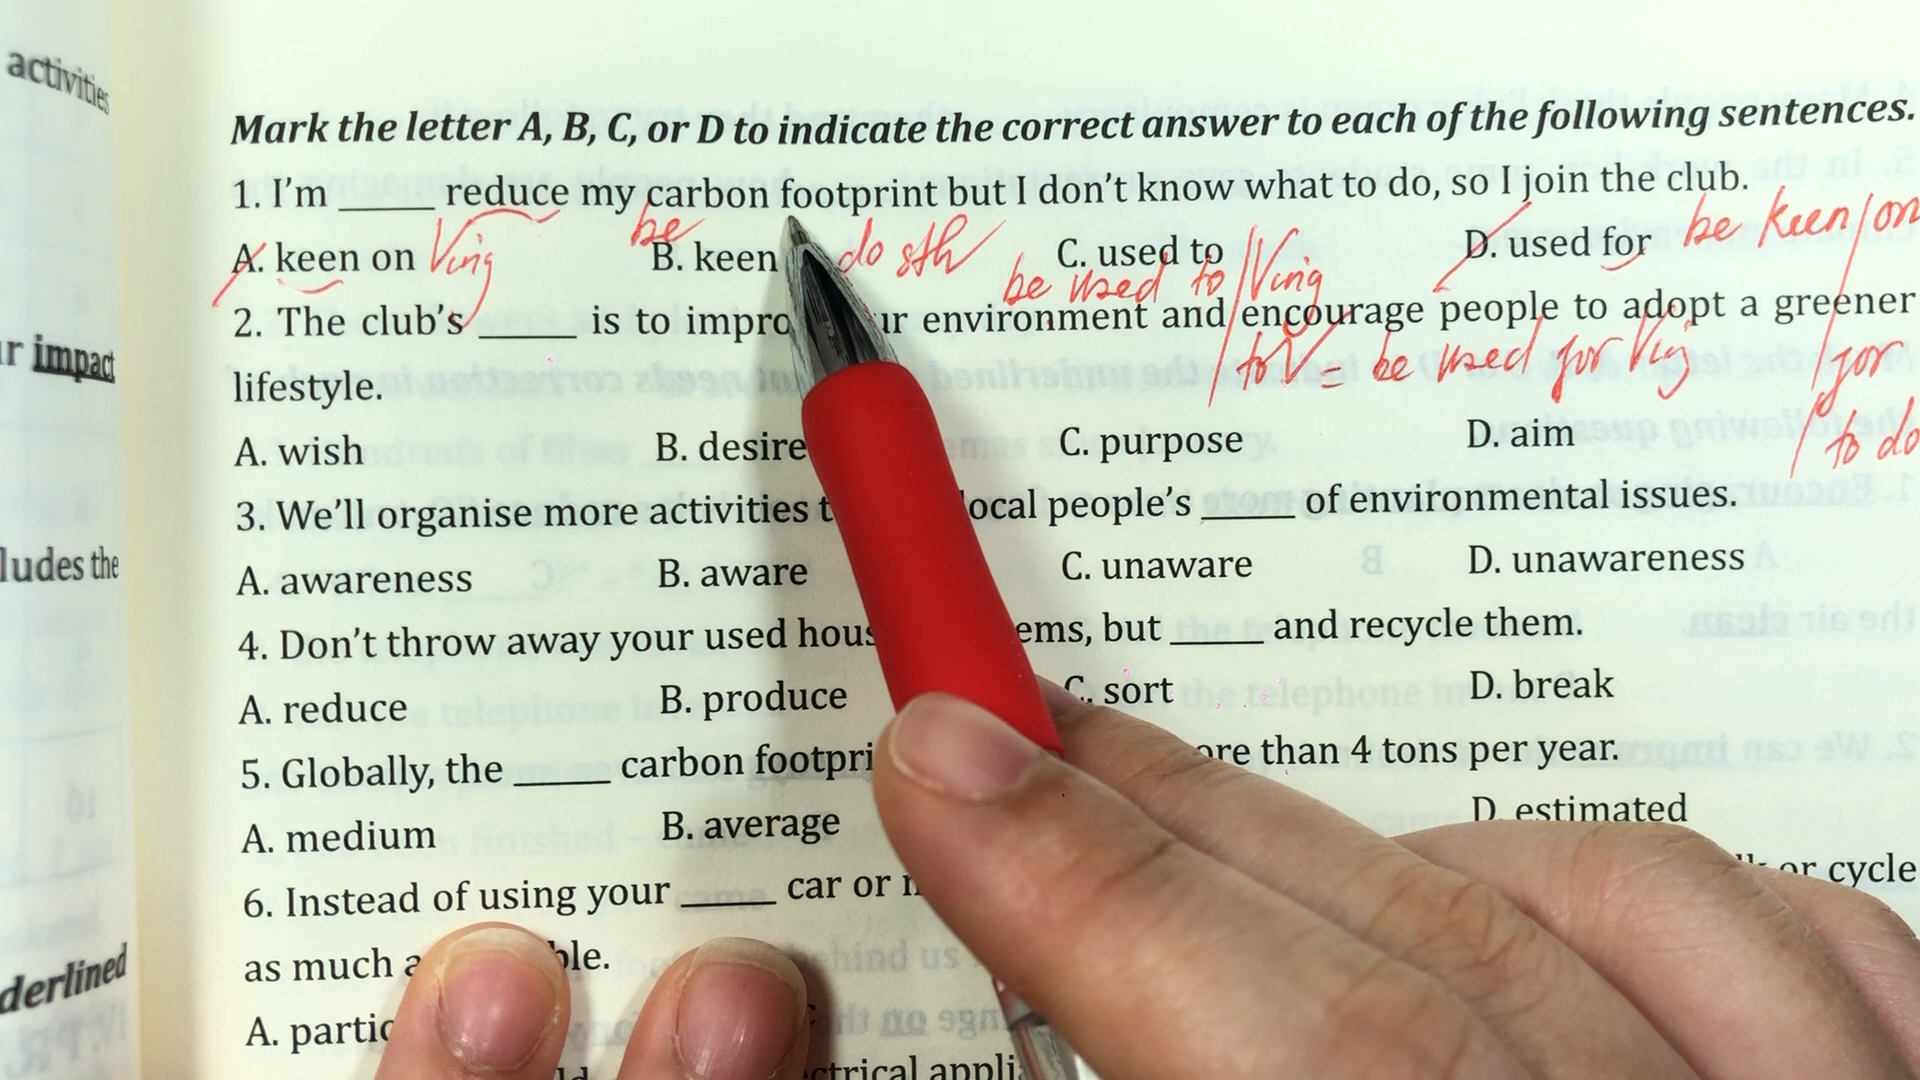 activities
Mark the letter A, B, C, or D to indicate the correct answer to each of the following sentences.
1. I'm _____ reduce my carbon footprint but I don't know what to do, so I join the club.
be
be keen/on
A. keen on Ving B. keen do sth C. used to D. used for
be used to/Ving
2. The club's _____ is to impro ur environment and encourage people to adopt a greener
/to V = be used for Ving
/for
impact
lifestyle.
/to do
A. wish B. desire C. purpose D. aim
3. We'll organise more activities t ocal people's _____ of environmental issues.
ludes the
A. awareness B. aware C. unaware D. unawareness
4. Don't throw away your used hous ems, but _____ and recycle them.
A. reduce B. produce C. sort D. break
5. Globally, the _____ carbon footpri ore than 4 tons per year.
A. medium B. average D. estimated
6. Instead of using your _____ car or or cycle
as much a ble.
derlined
A. partic
ctrical appli